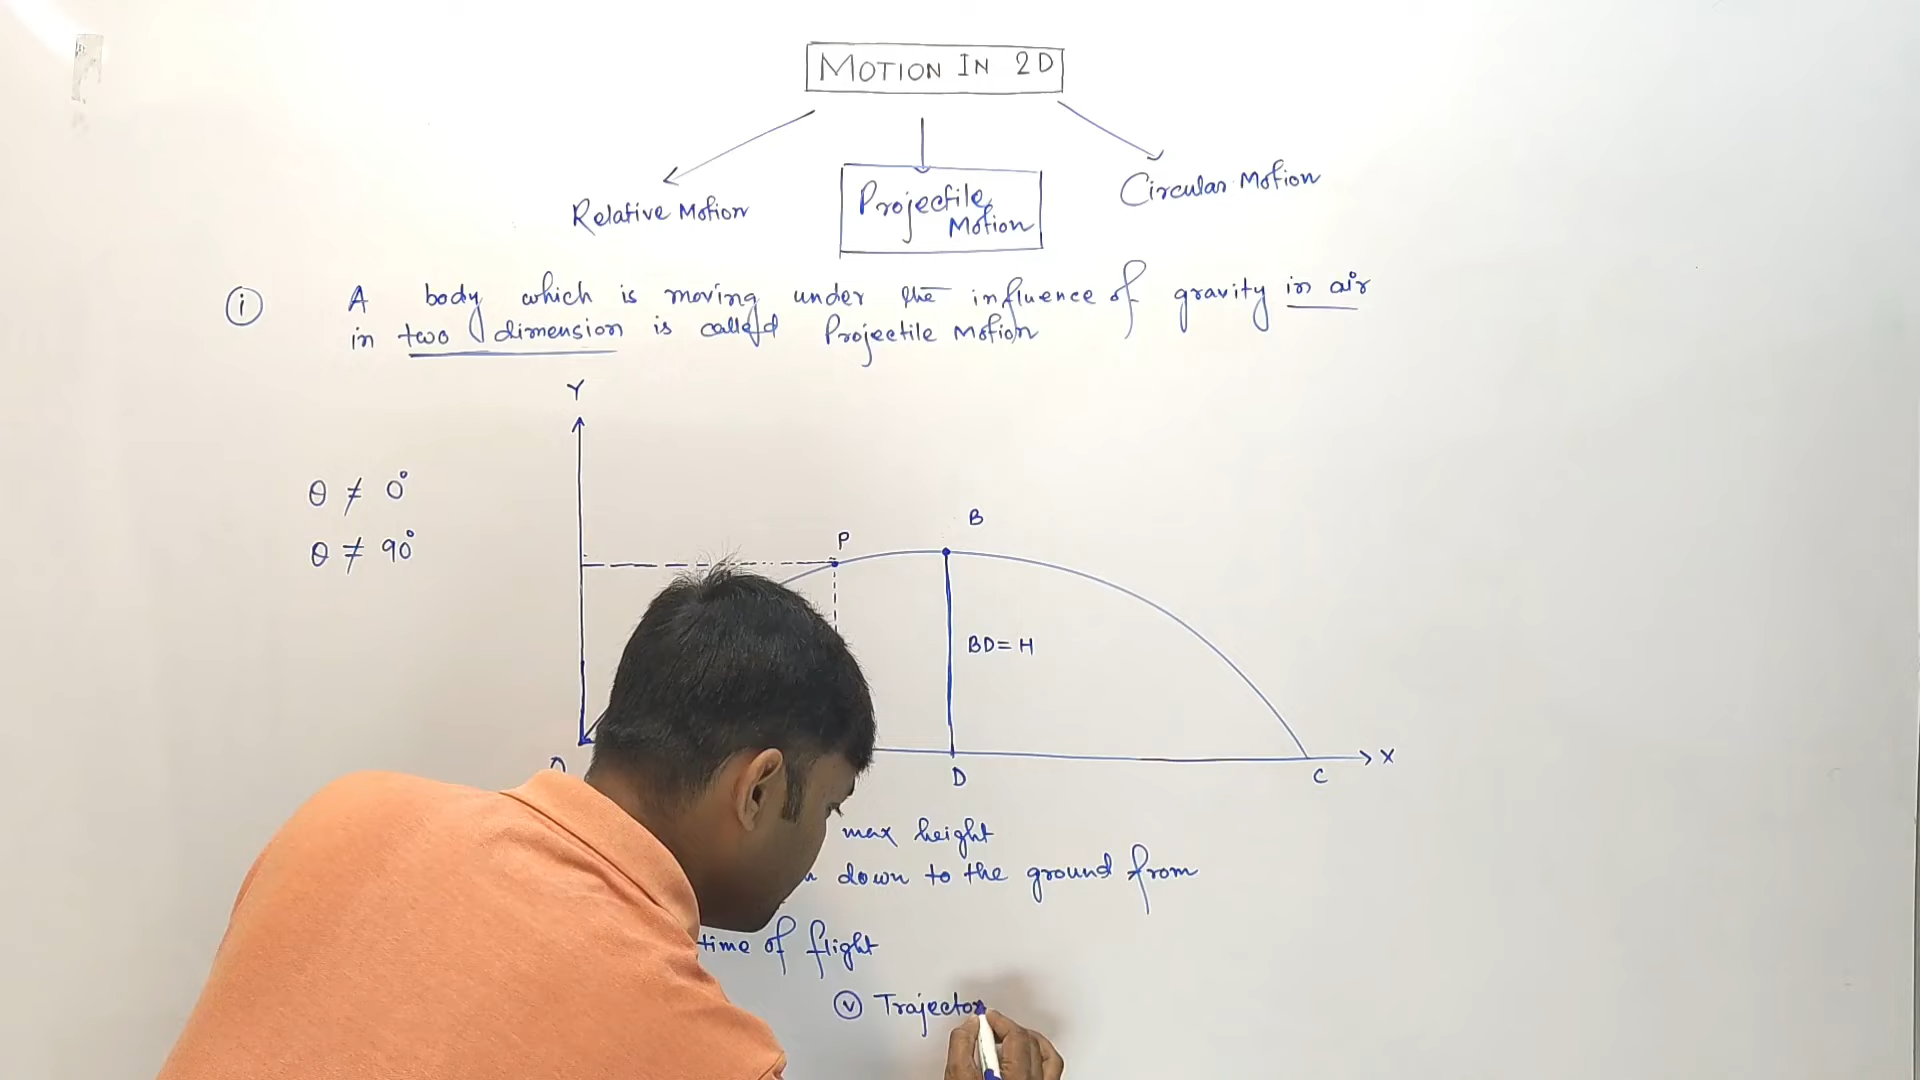 MOTION IN 2D
Relative Motion
Projectile
Motion
Circular Motion
(i) A body which is moving under the influence of gravity in air
in two dimension is called Projectile Motion
Y
θ ≠ 0°
θ ≠ 90°
B
P
BD = H
X
D
C
max height
down to the ground from
time of flight
(v) Trajector